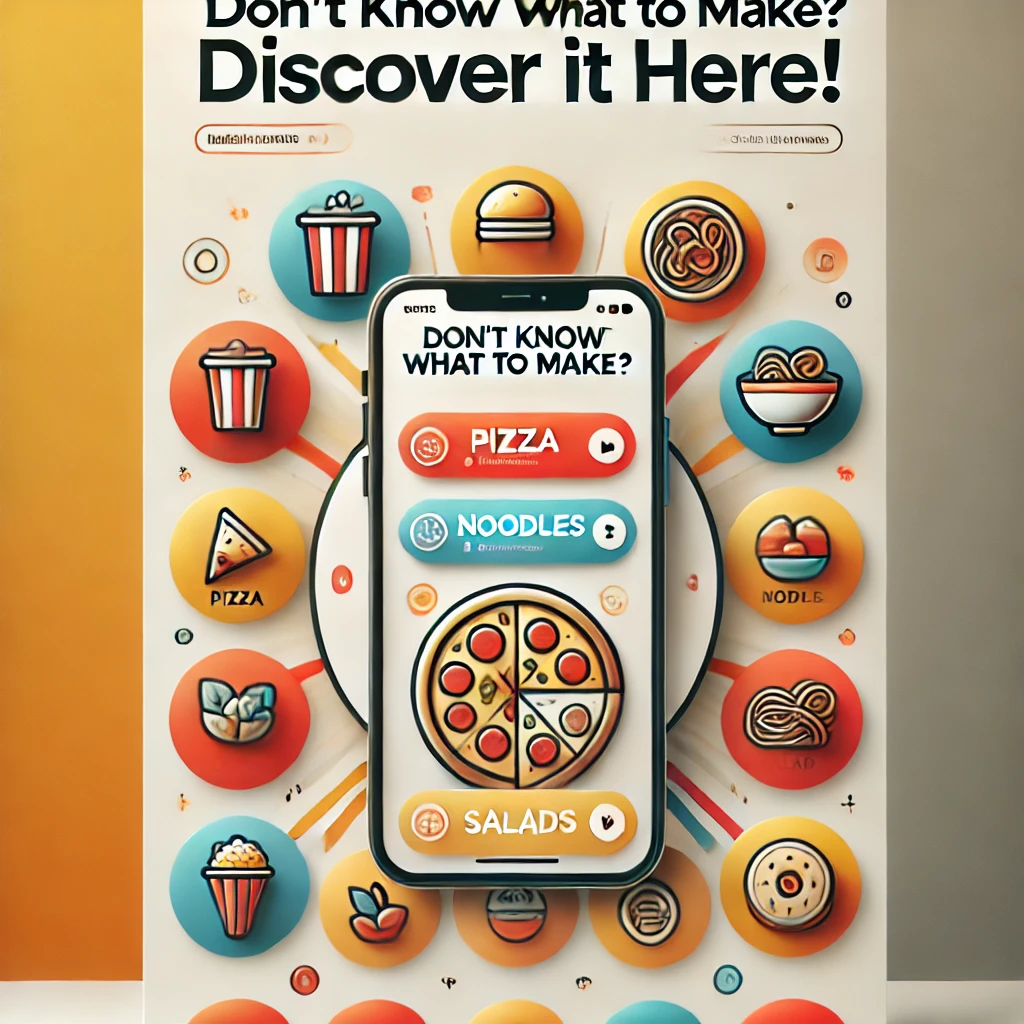 Don't Know What to Make?
Discover it Here!
DON'T KNOW
WHAT TO MAKE?
PIZZA
NOODLES
PIZZA
NODLE
SALADS